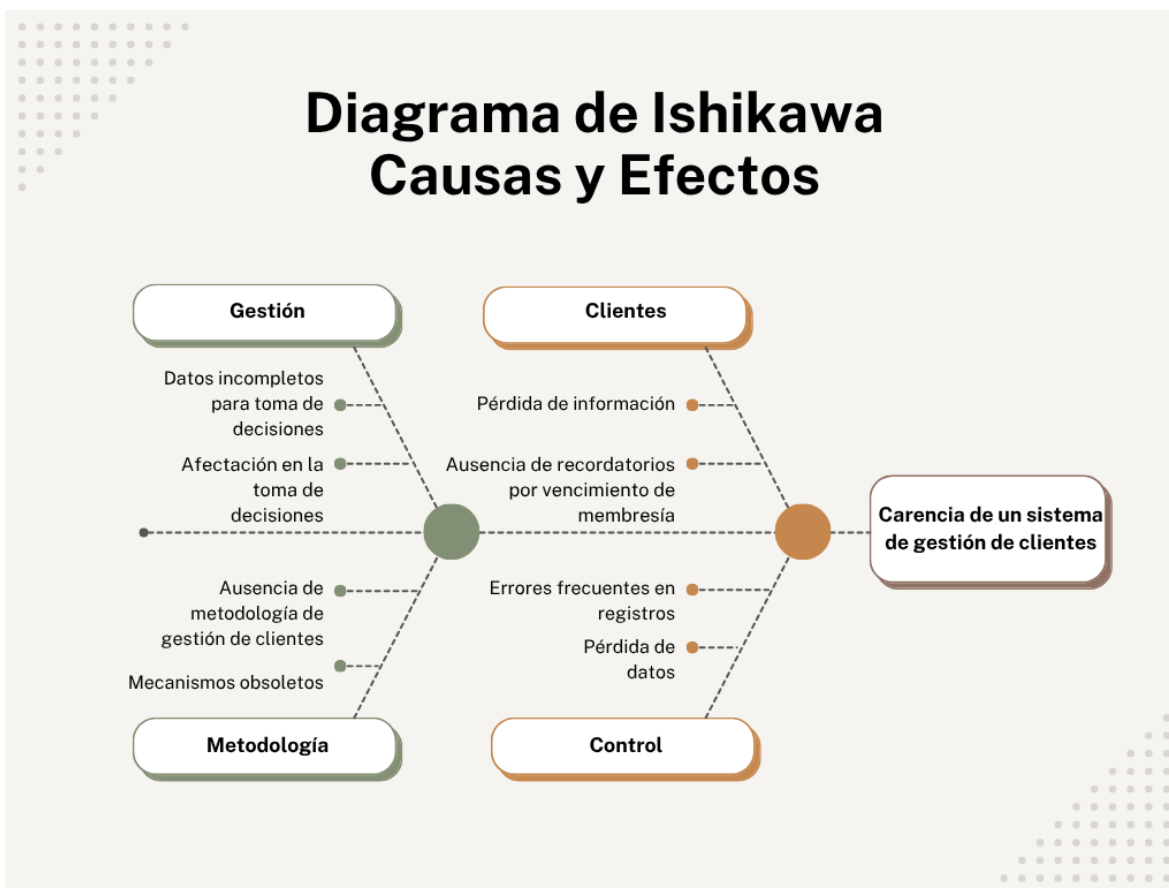 Diagrama de Ishikawa
Causas y Efectos
Gestión
Clientes
Datos incompletos
para toma de
decisiones
Pérdida de información
Afectación en la
toma de
decisiones
Ausencia de recordatorios
por vencimiento de
membresía
Carencia de un sistema
de gestión de clientes
Ausencia de
metodología de
gestión de clientes
Errores frecuentes en
registros
Mecanismos obsoletos
Pérdida de
datos
Metodología
Control